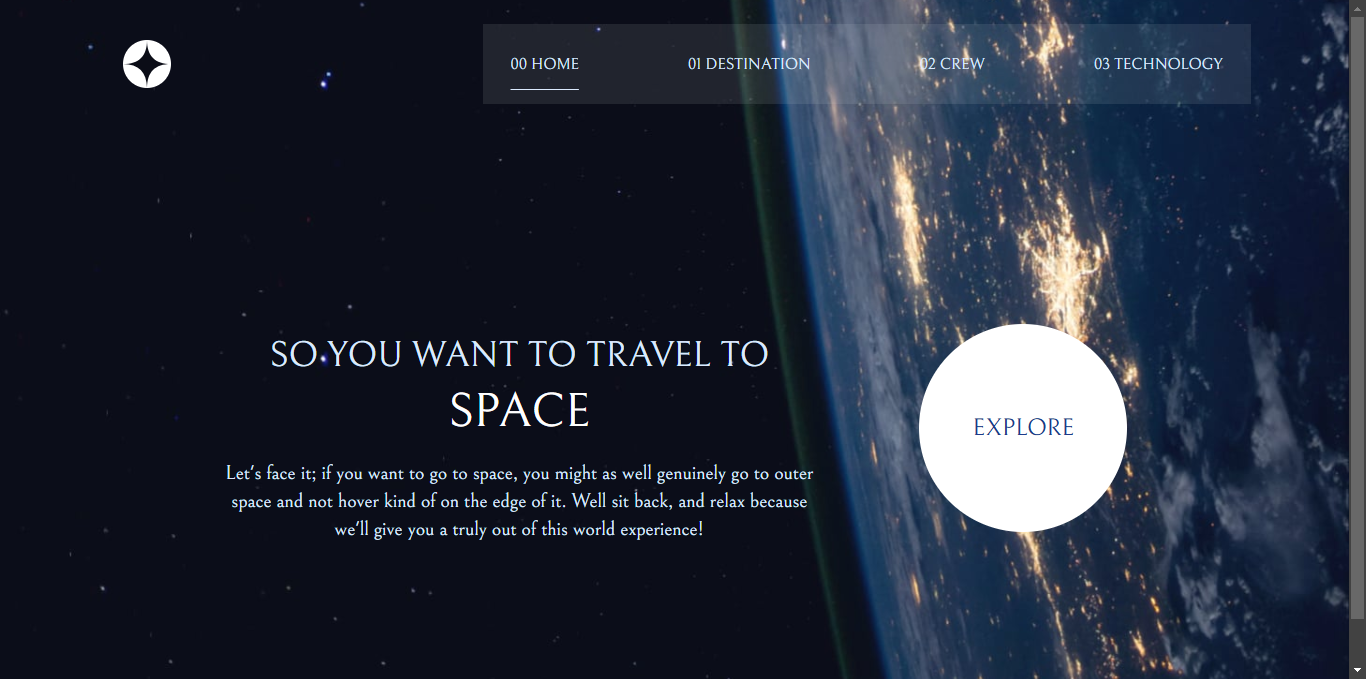 00 HOME
01 DESTINATION
02 CREW
03 TECHNOLOGY
SO YOU WANT TO TRAVEL TO
SPACE
Let's face it; if you want to go to space, you might as well genuinely go to outer
space and not hover kind of on the edge of it. Well sit back, and relax because
we'll give you a truly out of this world experience!
EXPLORE